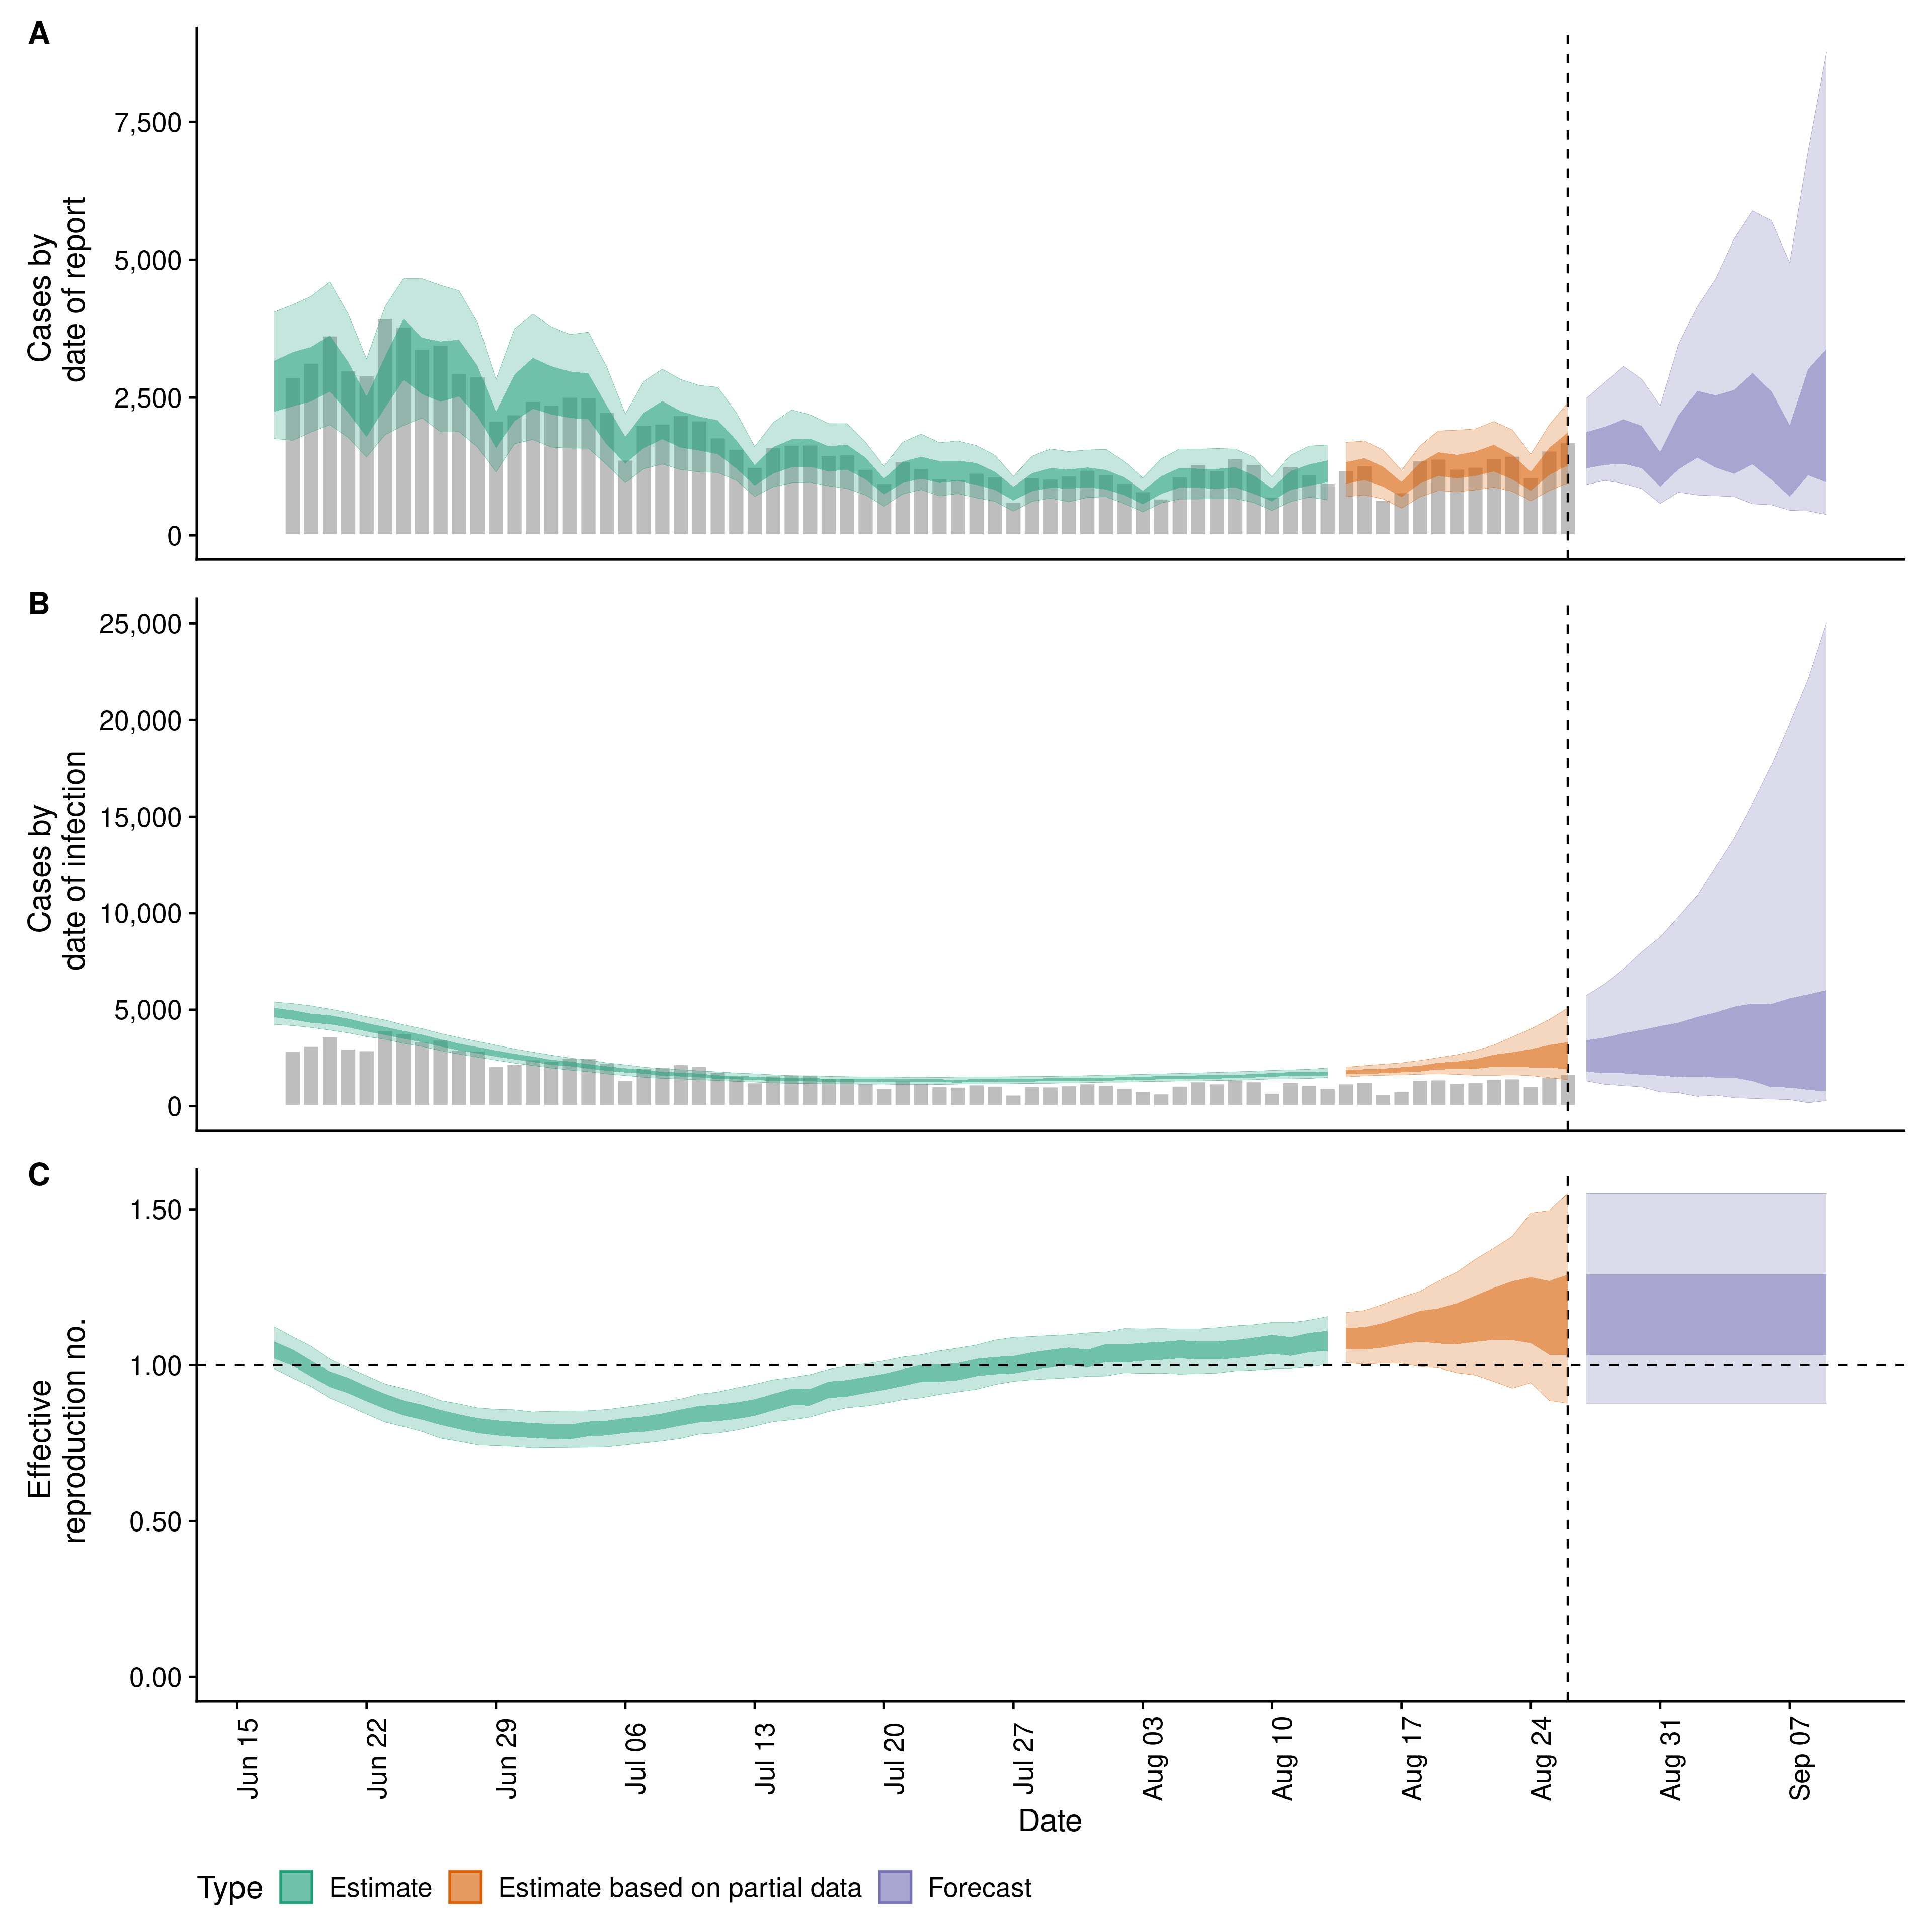 A
Cases by
date of report
7,500
5,000
2,500
0
B
Cases by
date of infection
25,000
20,000
15,000
10,000
5,000
0
C
Effective
reproduction no.
1.50
1.00
0.50
0.00
Jun 15
Jun 22
Jun 29
Jul 06
Jul 13
Jul 20
Jul 27
Aug 03
Aug 10
Aug 17
Aug 24
Aug 31
Sep 07
Date
Type Estimate Estimate based on partial data Forecast